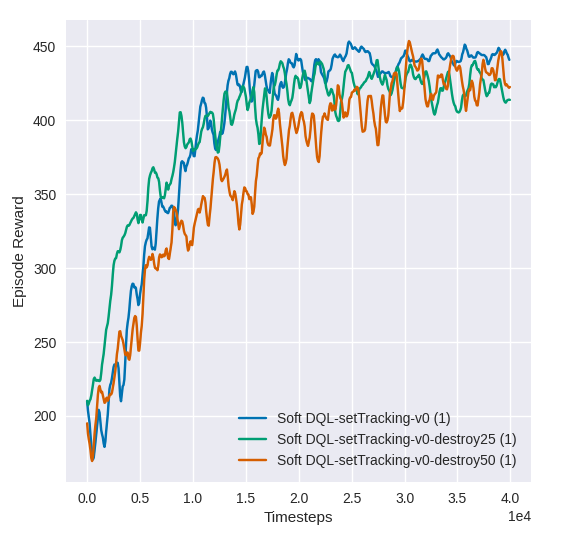 450
400
350
300
250
200
Episode Reward
Soft DQL-setTracking-v0 (1)
Soft DQL-setTracking-v0-destroy25 (1)
Soft DQL-setTracking-v0-destroy50 (1)
0.0 0.5 1.0 1.5 2.0 2.5 3.0 3.5 4.0
Timesteps
1e4